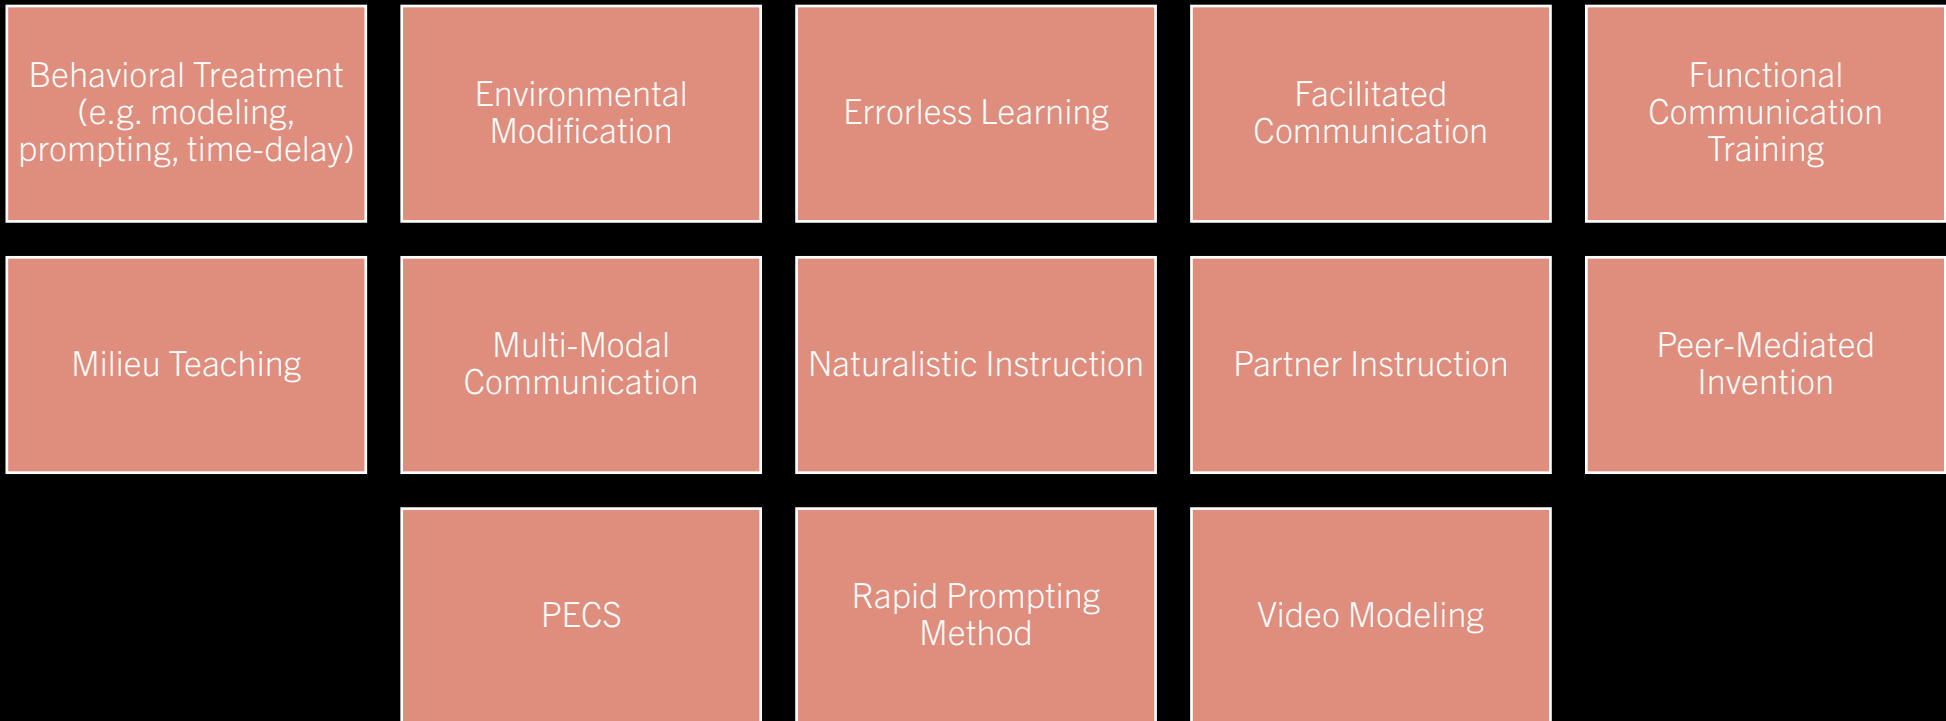 Behavioral Treatment
(e.g. modeling,
prompting, time-delay)
Environmental
Modification
Errorless Learning
Facilitated
Communication
Functional
Communication
Training
Milieu Teaching
Multi-Modal
Communication
Naturalistic Instruction
Partner Instruction
Peer-Mediated
Invention
PECS
Rapid Prompting
Method
Video Modeling